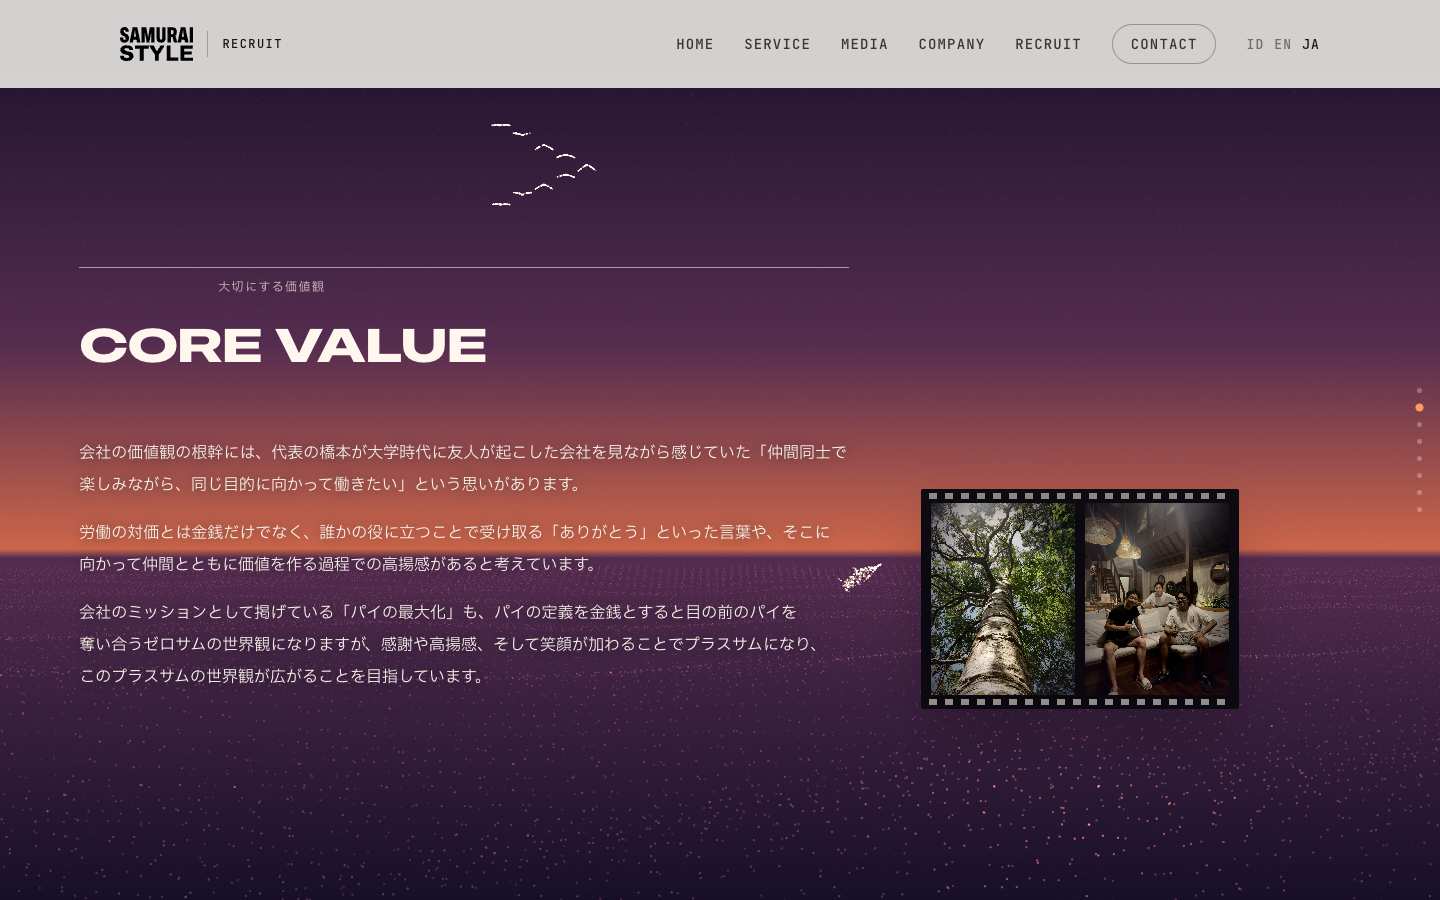 SAMURAI
STYLE
RECRUIT
HOME
SERVICE
MEDIA
COMPANY
RECRUIT
CONTACT
ID EN JA
大切にする価値観
CORE VALUE
会社の価値観の根幹には、代表の橋本が大学時代に友人が起こした会社を見ながら感じていた「仲間同士で
楽しみながら、同じ目的に向かって働きたい」という思いがあります。
労働の対価とは金銭だけでなく、誰かの役に立つことで受け取る「ありがとう」といった言葉や、そこに
向かって仲間とともに価値を作る過程での高揚感があると考えています。
会社のミッションとして掲げている「パイの最大化」も、パイの定義を金銭とすると目の前のパイを
奪い合うゼロサムの世界観になりますが、感謝や高揚感、そして笑顔が加わることでプラスサムになり、
このプラスサムの世界観が広がることを目指しています。